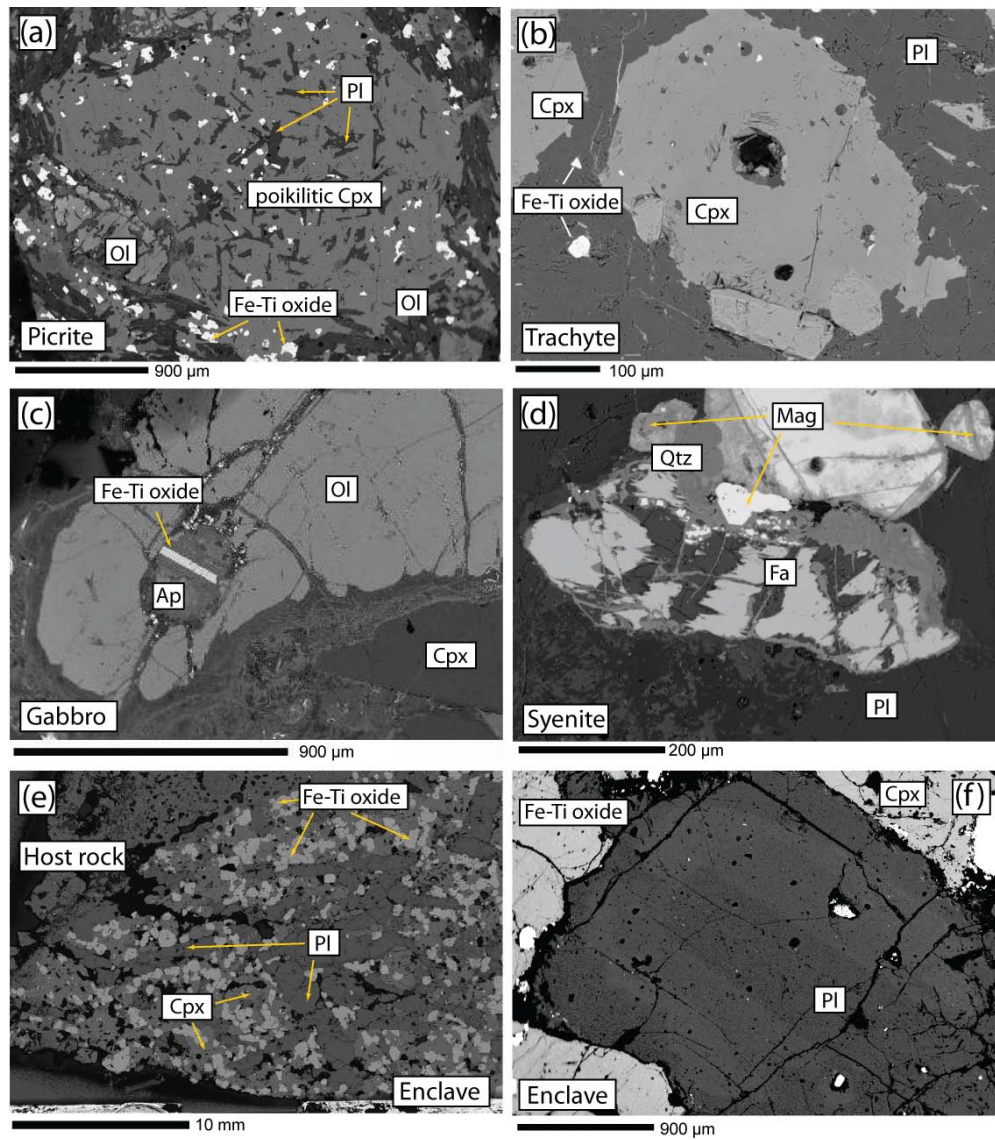 (a)
Pl
poikilitic Cpx
Ol
Ol
Fe-Ti oxide
Picrite
900 µm
(b)
Pl
Cpx
Fe-Ti oxide
Cpx
Trachyte
100 µm
(c)
Fe-Ti oxide
Ol
Ap
Cpx
Gabbro
900 µm
(d)
Mag
Qtz
Fa
Pl
Syenite
200 µm
(e)
Fe-Ti oxide
Host rock
Pl
Cpx
Enclave
10 mm
Cpx
(f)
Fe-Ti oxide
Pl
Enclave
900 µm